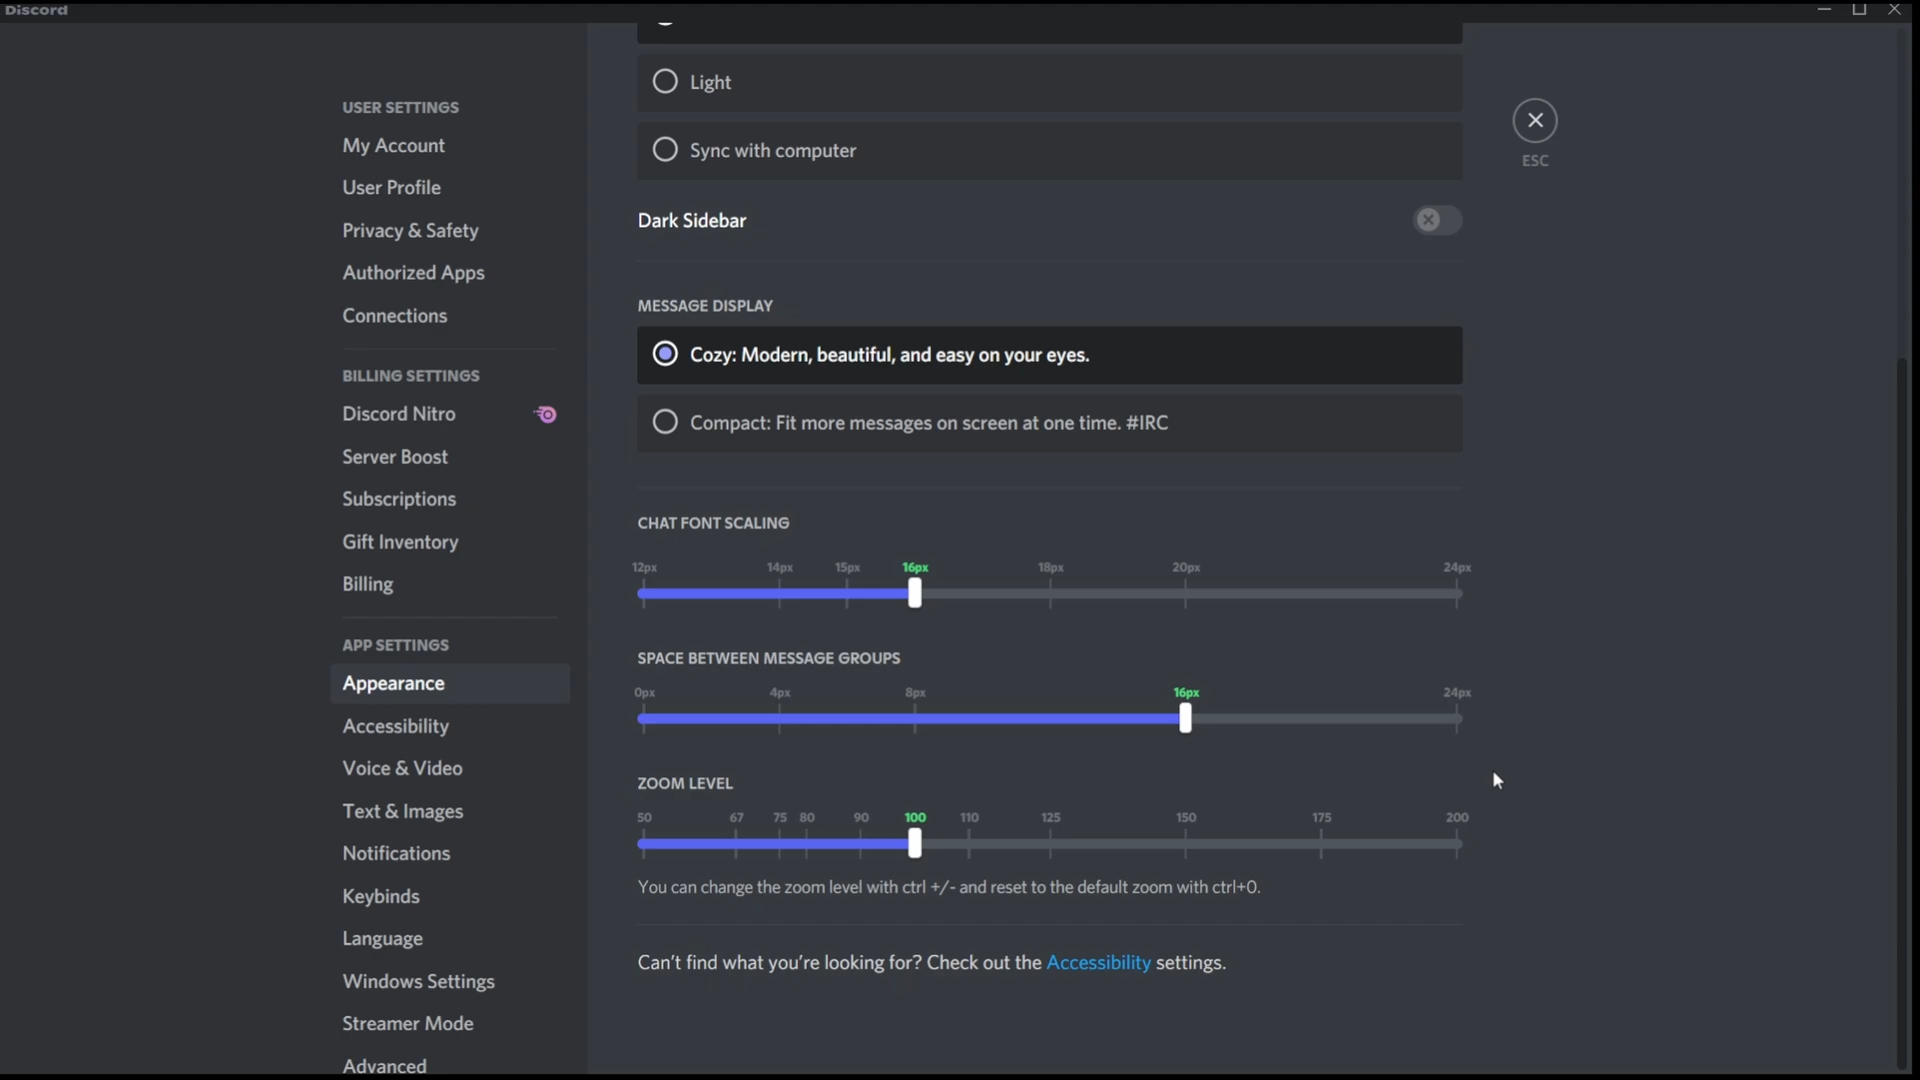 Discord
USER SETTINGS
My Account
User Profile
Privacy & Safety
Authorized Apps
Connections
BILLING SETTINGS
Discord Nitro
Server Boost
Subscriptions
Gift Inventory
Billing
APP SETTINGS
Appearance
Accessibility
Voice & Video
Text & Images
Notifications
Keybinds
Language
Windows Settings
Streamer Mode
Advanced
Light
Sync with computer
Dark Sidebar
MESSAGE DISPLAY
Cozy: Modern, beautiful, and easy on your eyes.
Compact: Fit more messages on screen at one time. #IRC
CHAT FONT SCALING
12px 14px 15px 16px 18px 20px 24px
SPACE BETWEEN MESSAGE GROUPS
0px 4px 8px 16px 24px
ZOOM LEVEL
50 67 75 80 90 100 110 125 150 175 200
You can change the zoom level with ctrl +/- and reset to the default zoom with ctrl+0.
Can't find what you're looking for? Check out the Accessibility settings.
ESC